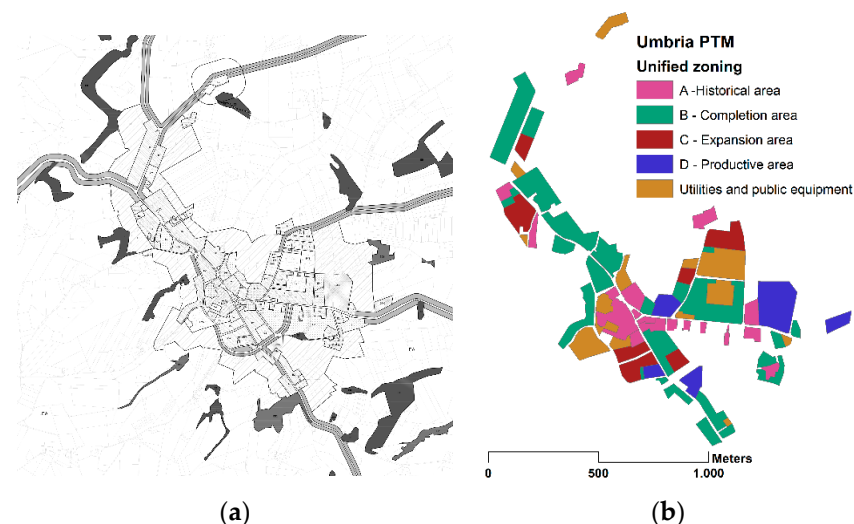 Umbria PTM
Unified zoning
A -Historical area
B - Completion area
C - Expansion area
D - Productive area
Utilities and public equipment
Meters
0 500 1.000
(a) (b)